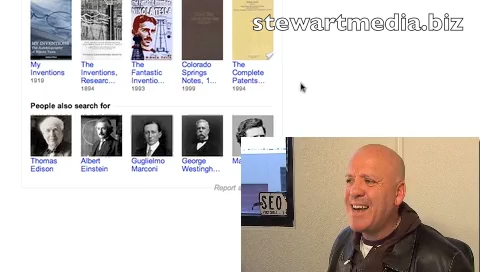 stewartmedia.biz
My Inventions 1919
The Inventions, Researc... 1894
The Fantastic Inventio... 1993
Colorado Springs Notes, 1... 1999
The Complete Patents... 1994
People also search for
Thomas Edison
Albert Einstein
Guglielmo Marconi
George Westingh...
Report a
SEO